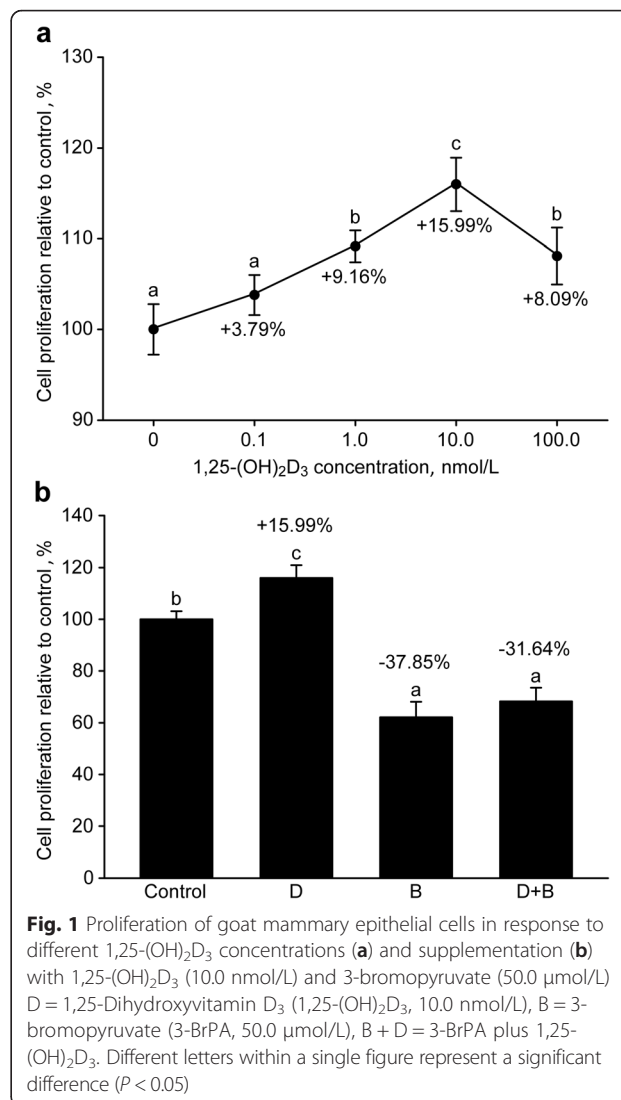 a
130
120
110
100
90
Cell proliferation relative to control, %
a
a
b
c
b
+3.79%
+9.16%
+15.99%
+8.09%
0 0.1 1.0 10.0 100.0
1,25-(OH)₂D₃ concentration, nmol/L
b
140
120
100
80
60
40
20
0
Cell proliferation relative to control, %
b
+15.99%
c
-37.85%
a
-31.64%
a
Control D B D+B
Fig. 1 Proliferation of goat mammary epithelial cells in response to
different 1,25-(OH)₂D₃ concentrations (a) and supplementation (b)
with 1,25-(OH)₂D₃ (10.0 nmol/L) and 3-bromopyruvate (50.0 μmol/L)
D = 1,25-Dihydroxyvitamin D₃ (1,25-(OH)₂D₃, 10.0 nmol/L), B = 3-
bromopyruvate (3-BrPA, 50.0 μmol/L), B + D = 3-BrPA plus 1,25-
(OH)₂D₃. Different letters within a single figure represent a significant
difference (P < 0.05)